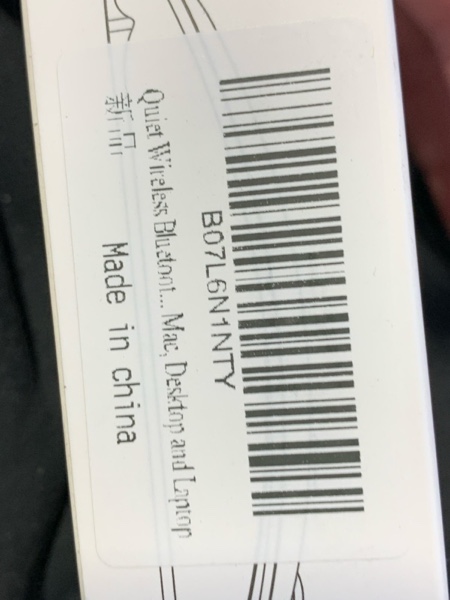 B07L6N1NTY
Quiet Wireless Bluetoot... Mac, Desktop and Laptop
新品
Made in china